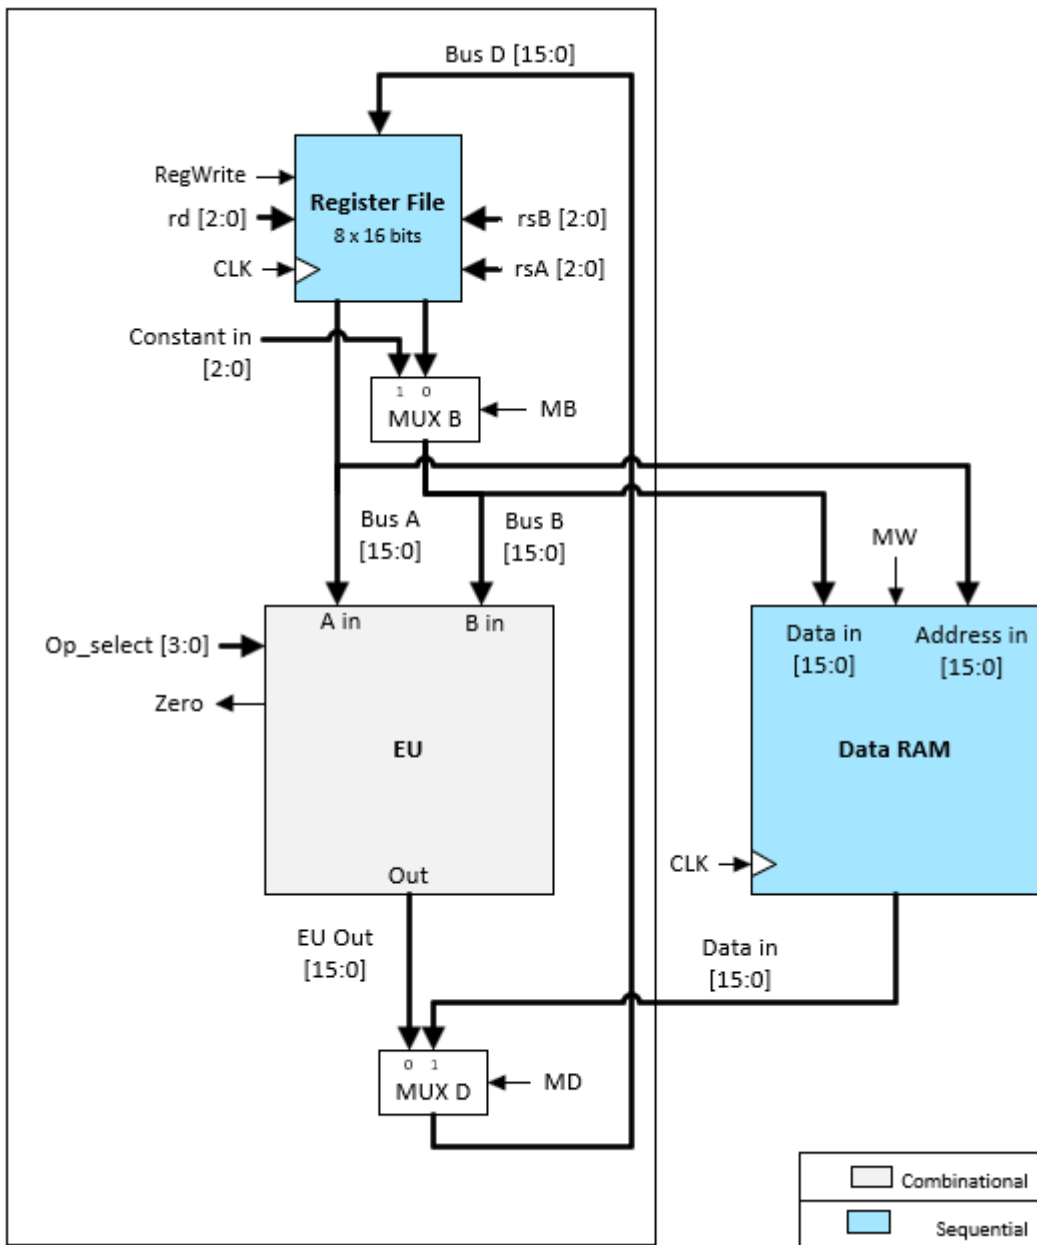 Bus D [15:0]
RegWrite
rd [2:0]
CLK
Register File
8 x 16 bits
rsB [2:0]
rsA [2:0]
Constant in
[2:0]
1 0
MUX B
MB
Bus A
[15:0]
Bus B
[15:0]
MW
A in
B in
Data in
[15:0]
Address in
[15:0]
Op_select [3:0]
Zero
EU
Data RAM
CLK
Out
EU Out
[15:0]
Data in
[15:0]
0 1
MUX D
MD
Combinational
Sequential